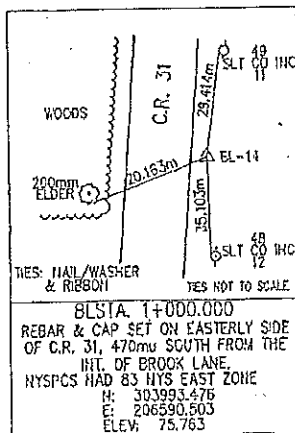 49
SLT CO INC
11
C.R. 31
29.414m
WOODS
EL-14
20.163m
200mm
ELDER
35.103m
48
SLT CO INC
12
TIES: NAIL/WASHER
& RIBBON
TIES NOT TO SCALE
BLSTA. 1+000.000
REBAR & CAP SET ON EASTERLY SIDE
OF C.R. 31, 470m± SOUTH FROM THE
INT. OF BROOK LANE.
NYSPCS NAD 83 NYS EAST ZONE
N: 303993.476
E: 206590.503
ELEV: 75.763